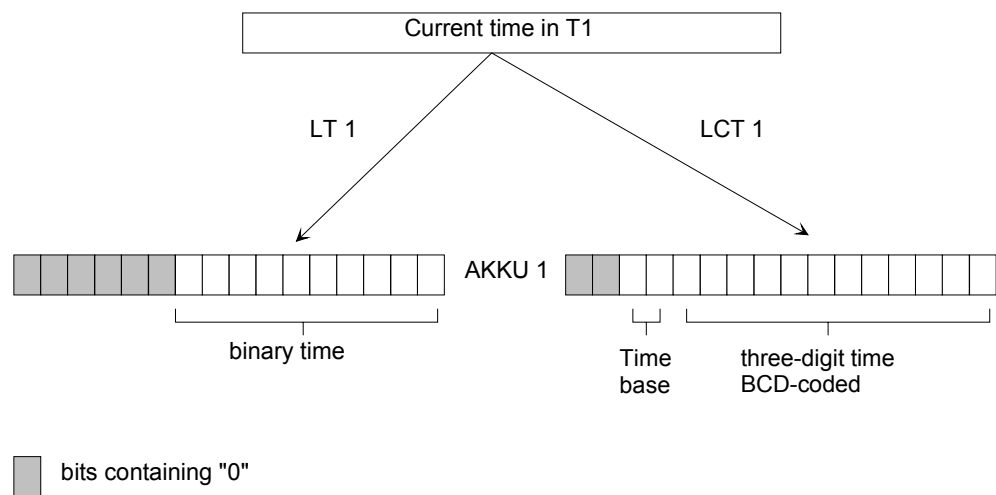 Current time in T1
LT 1
LCT 1
AKKU 1
binary time
Time
base
three-digit time
BCD-coded
bits containing "0"